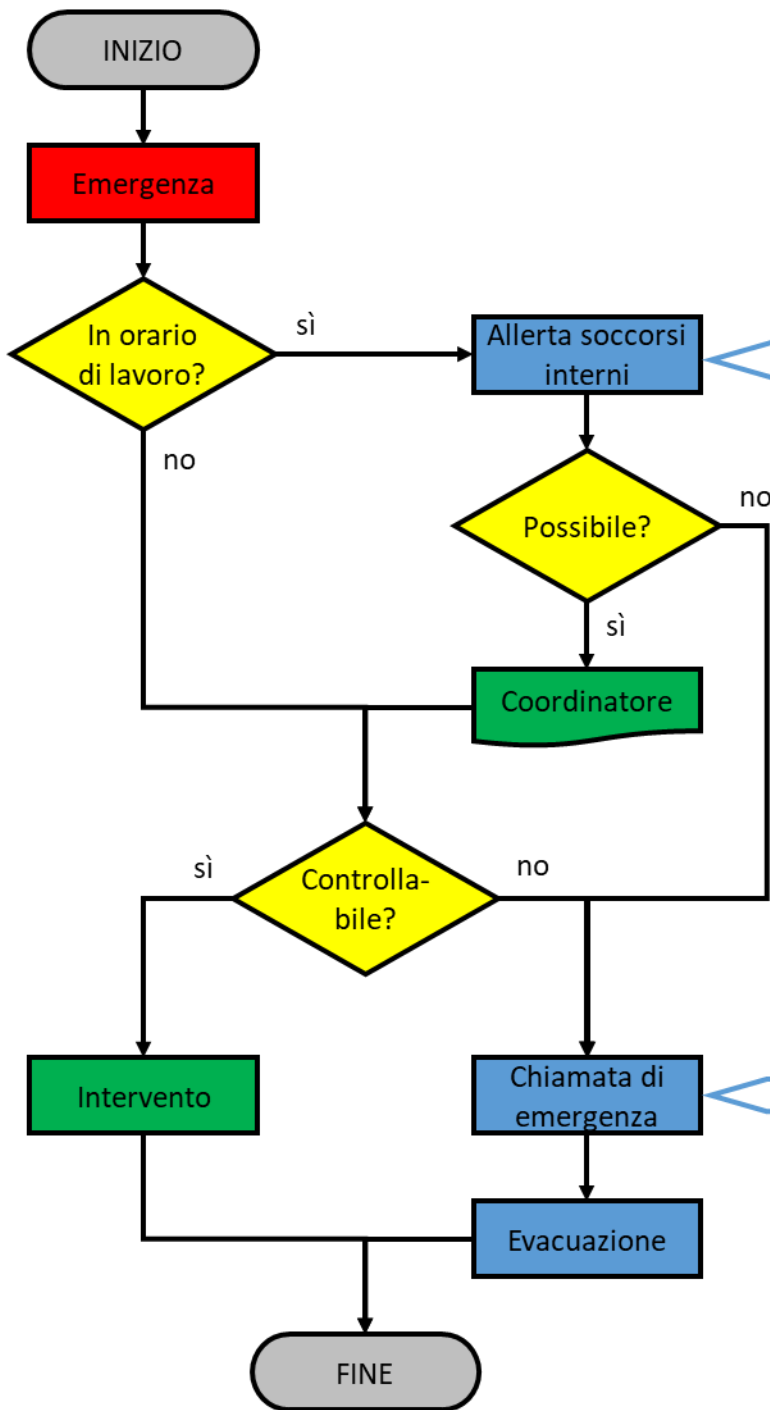 INIZIO
Emergenza
In orario
di lavoro?
sì
Allerta soccorsi
interni
no
Possibile?
no
sì
Coordinatore
sì
Controlla-
bile?
no
Intervento
Chiamata di
emergenza
Evacuazione
FINE